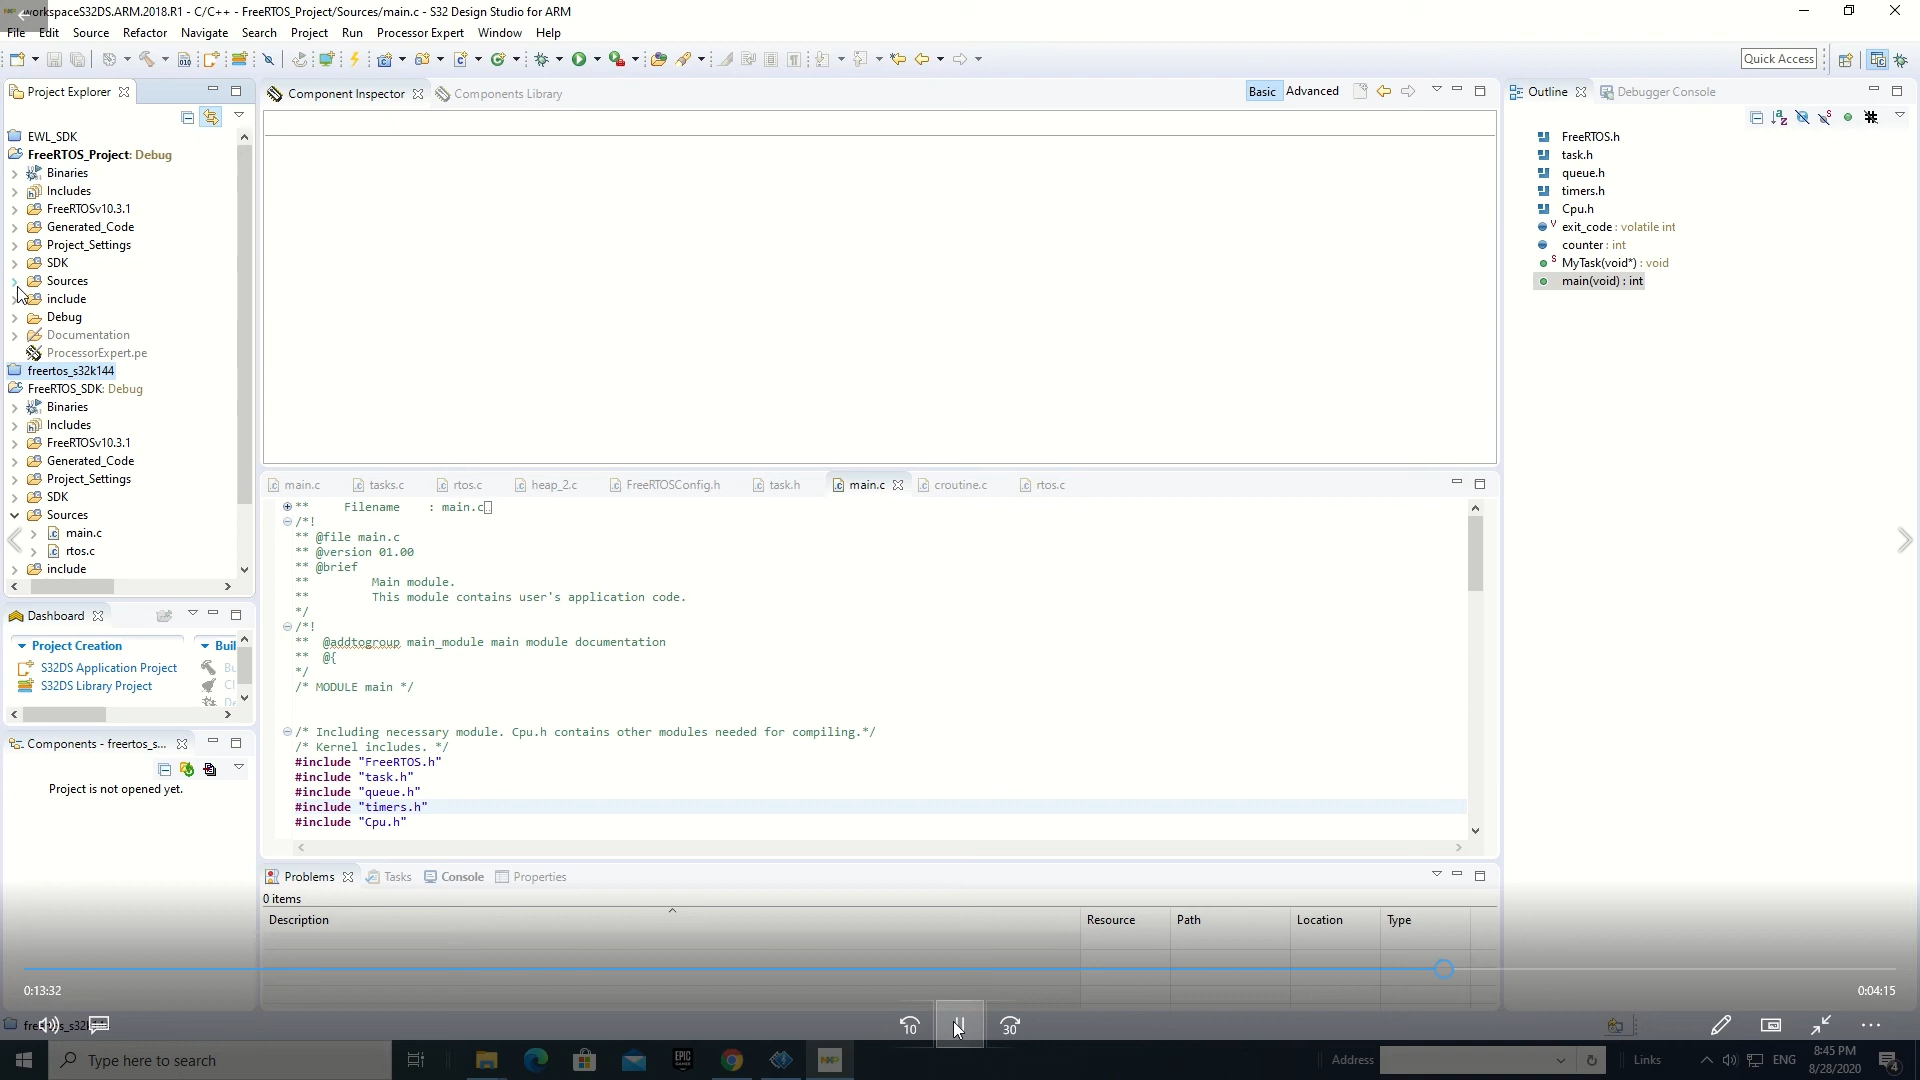 workspaceS32DS.ARM.2018.R1 - C/C++ - FreeRTOS_Project/Sources/main.c - S32 Design Studio for ARM
File Edit Source Refactor Navigate Search Project Run Processor Expert Window Help
Quick Access
Project Explorer
EWL_SDK
FreeRTOS_Project: Debug
Binaries
Includes
FreeRTOSv10.3.1
Generated_Code
Project_Settings
SDK
Sources
include
Debug
Documentation
ProcessorExpert.pe
freertos_s32k144
FreeRTOS_SDK: Debug
Binaries
Includes
FreeRTOSv10.3.1
Generated_Code
Project_Settings
SDK
Sources
main.c
rtos.c
include
Dashboard
Project Creation
S32DS Application Project
S32DS Library Project
Components - freertos_s...
Project is not opened yet.
Component Inspector Components Library
Basic Advanced
main.c tasks.c rtos.c heap_2.c FreeRTOSConfig.h task.h main.c croutine.c rtos.c
** Filename : main.c
/*!
** @file main.c
** @version 01.00
** @brief
** Main module.
** This module contains user's application code.
*/
/*!
** @addtogroup main_module main module documentation
** @{
*/
/* MODULE main */
/* Including necessary module. Cpu.h contains other modules needed for compiling.*/
/* Kernel includes. */
#include "FreeRTOS.h"
#include "task.h"
#include "queue.h"
#include "timers.h"
#include "Cpu.h"
Problems Tasks Console Properties
0 items
Description Resource Path Location Type
Outline Debugger Console
FreeRTOS.h
task.h
queue.h
timers.h
Cpu.h
exit_code : volatile int
counter : int
MyTask(void*) : void
main(void) : int
0:13:32
0:04:15
10
30
Type here to search
EPIC GAMES
NXP
Address
Links
ENG
8:45 PM
8/28/2020
4